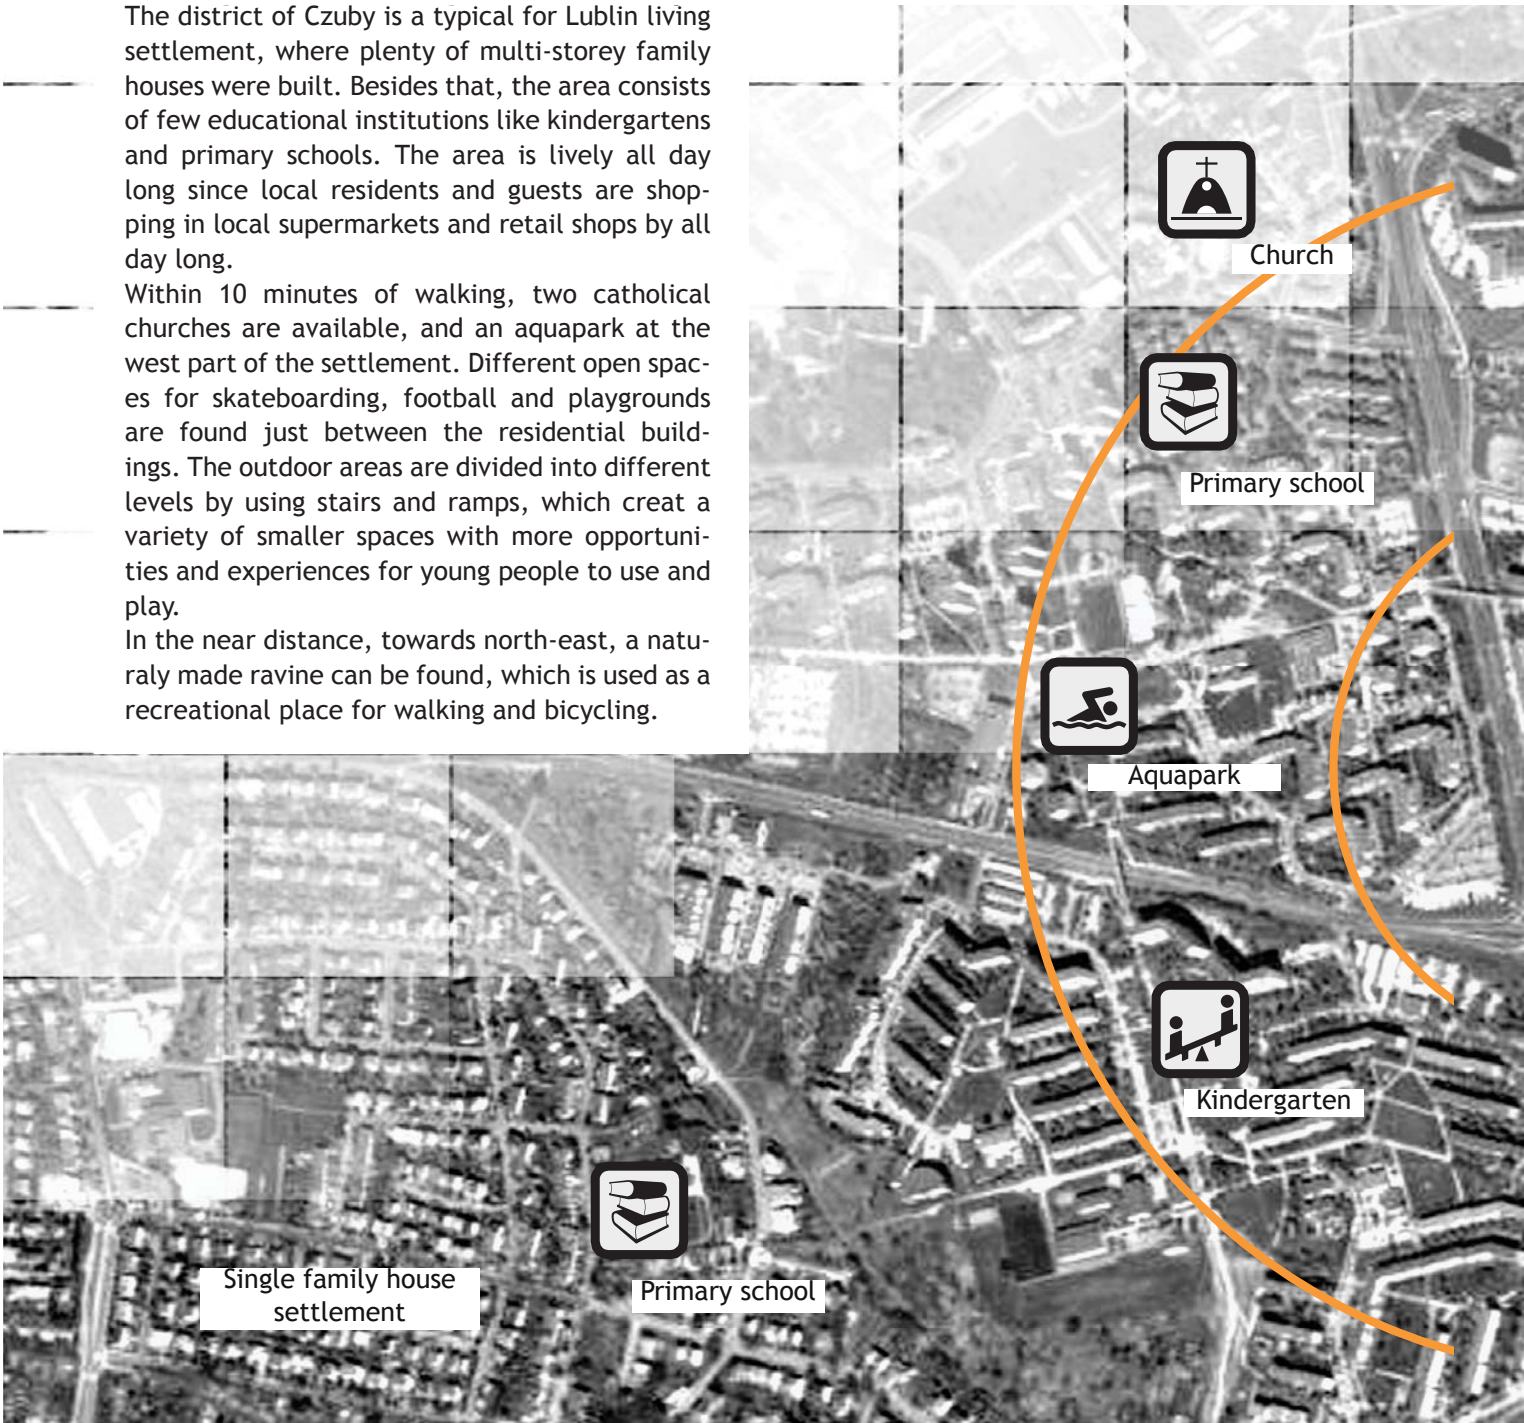 The district of Czuby is a typical for Lublin living
settlement, where plenty of multi-storey family
houses were built. Besides that, the area consists
of few educational institutions like kindergartens
and primary schools. The area is lively all day
long since local residents and guests are shop-
ping in local supermarkets and retail shops by all
day long.
Within 10 minutes of walking, two catholical
churches are available, and an aquapark at the
west part of the settlement. Different open spac-
es for skateboarding, football and playgrounds
are found just between the residential build-
ings. The outdoor areas are divided into different
levels by using stairs and ramps, which creat a
variety of smaller spaces with more opportuni-
ties and experiences for young people to use and
play.
In the near distance, towards north-east, a natu-
raly made ravine can be found, which is used as a
recreational place for walking and bicycling.
Church
Primary school
Aquapark
Kindergarten
Primary school
Single family house
settlement